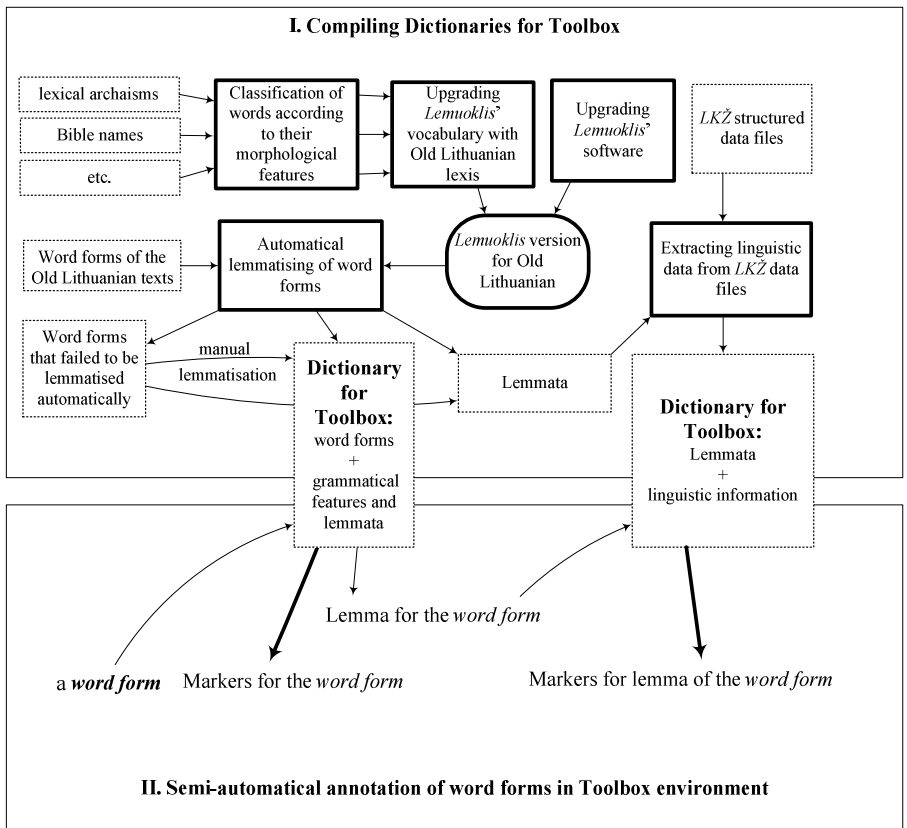 I. Compiling Dictionaries for Toolbox
lexical archaisms
Bible names
etc.
Classification of
words according
to their
morphological
features
Upgrading
Lemuoklis’
vocabulary with
Old Lithuanian
lexis
Upgrading
Lemuoklis’
software
LKŽ structured
data files
Word forms of the
Old Lithuanian texts
Automatical
lemmatising of word
forms
Lemuoklis version
for Old
Lithuanian
Extracting linguistic
data from LKŽ data
files
Word forms
that failed to be
lemmatised
automatically
manual
lemmatisation
Dictionary
for
Toolbox:
word forms
+
grammatical
features and
lemmata
Lemmata
Dictionary for
Toolbox:
Lemmata
+
linguistic information
Lemma for the word form
a word form
Markers for the word form
Markers for lemma of the word form
II. Semi-automatical annotation of word forms in Toolbox environment